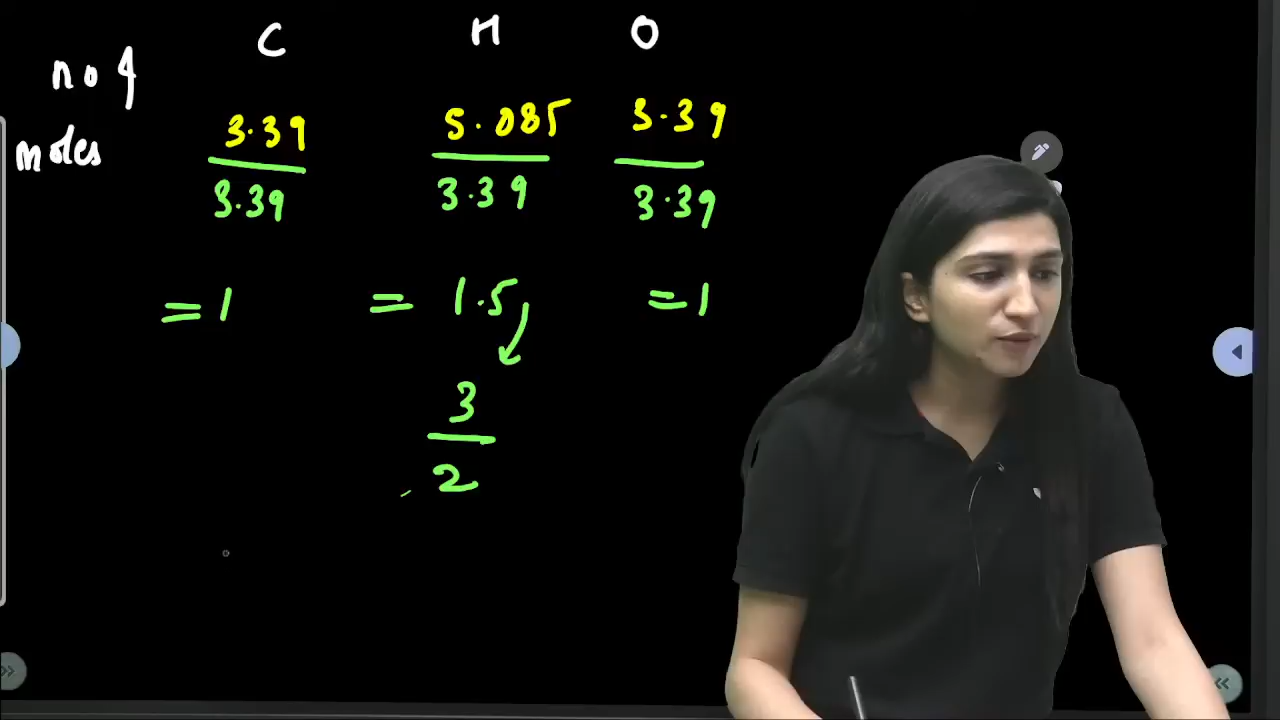 C H O
no of
moles
3.39 5.085 3.39
3.39 3.39 3.39
=1 = 1.5 =1
3
2